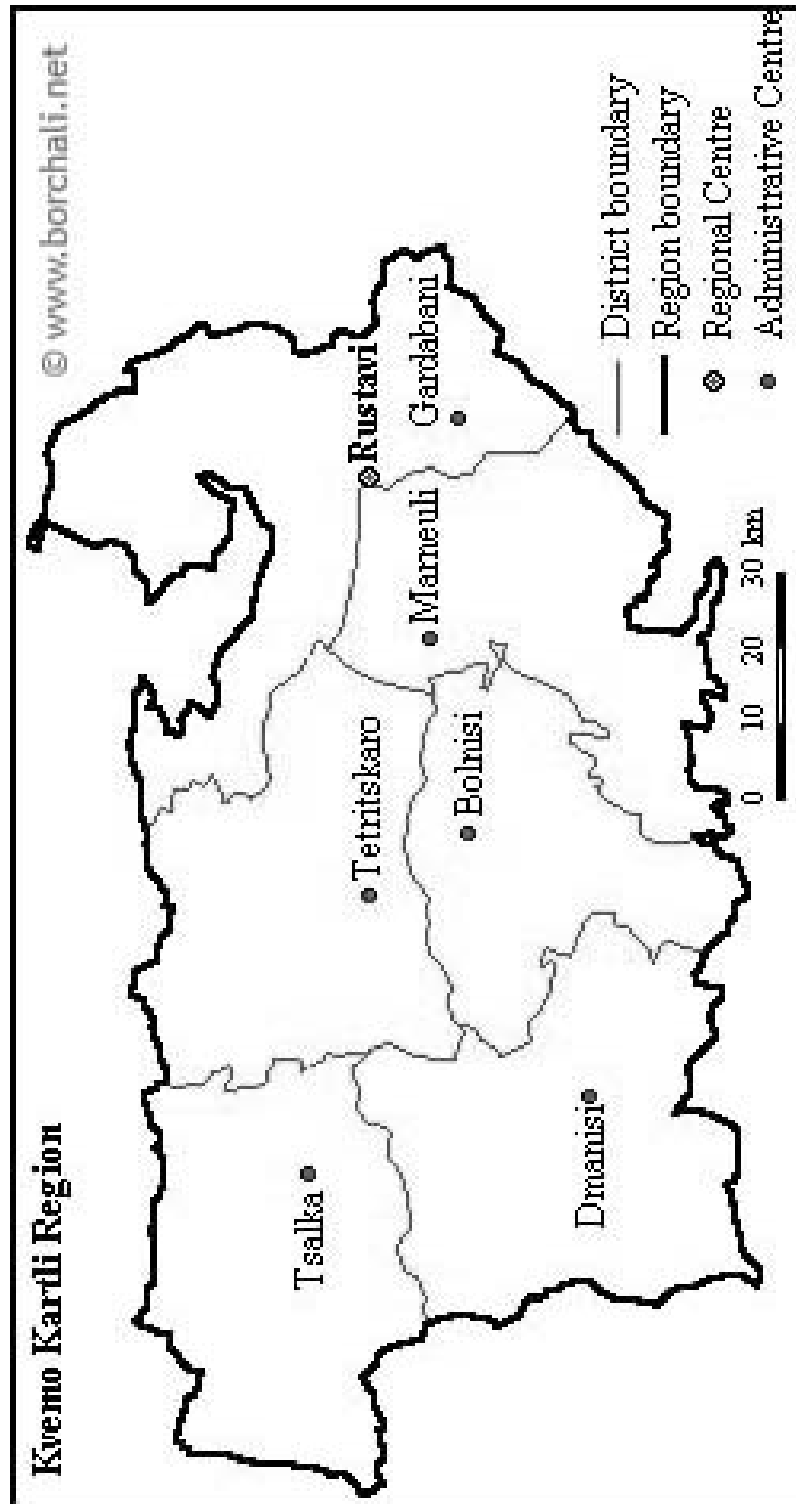 Kvemo Kartli Region
© www.borchali.net
Tsalka
Tetritskaro
Rustavi
Gardabani
Marneuli
Bolnisi
Dmanisi
District boundary
Region boundary
Regional Centre
Administrative Centre
0 10 20 30 km